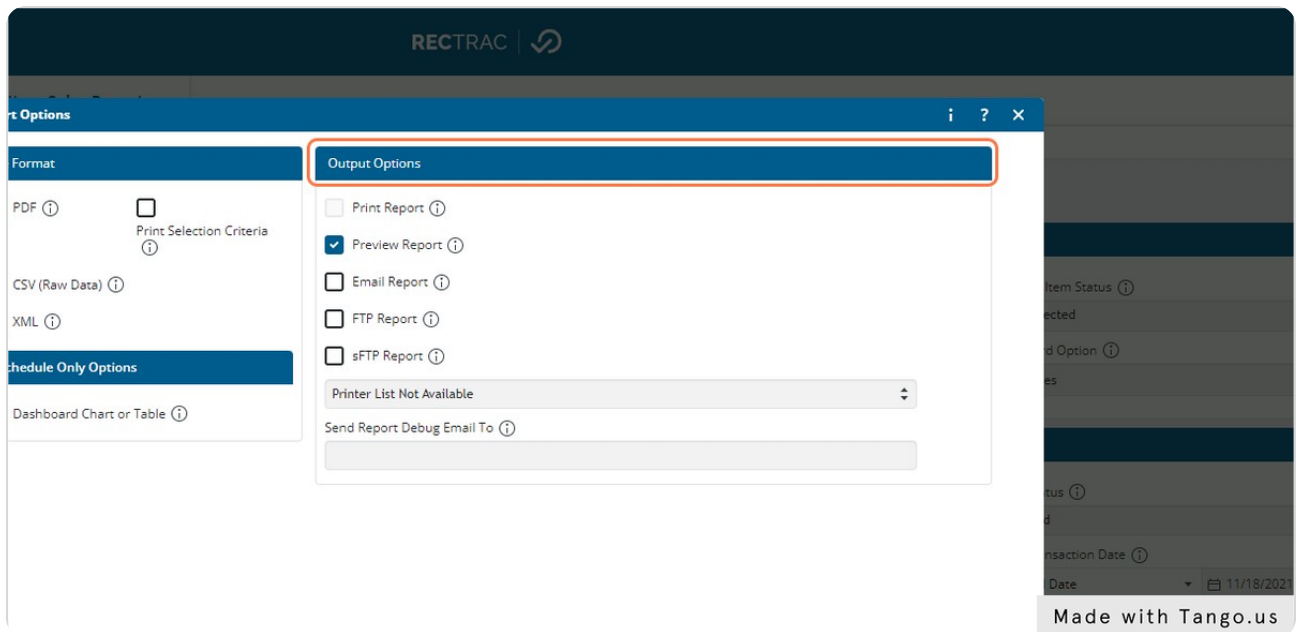 RECTRAC
rt Options
i ? ×
Format
Output Options
PDF
Print Selection Criteria
CSV (Raw Data)
XML
chedule Only Options
Dashboard Chart or Table
Print Report
Preview Report
Email Report
FTP Report
sFTP Report
Printer List Not Available
Send Report Debug Email To
Item Status
ected
d Option
es
tus
d
nsaction Date
Date
11/18/2021
Made with Tango.us